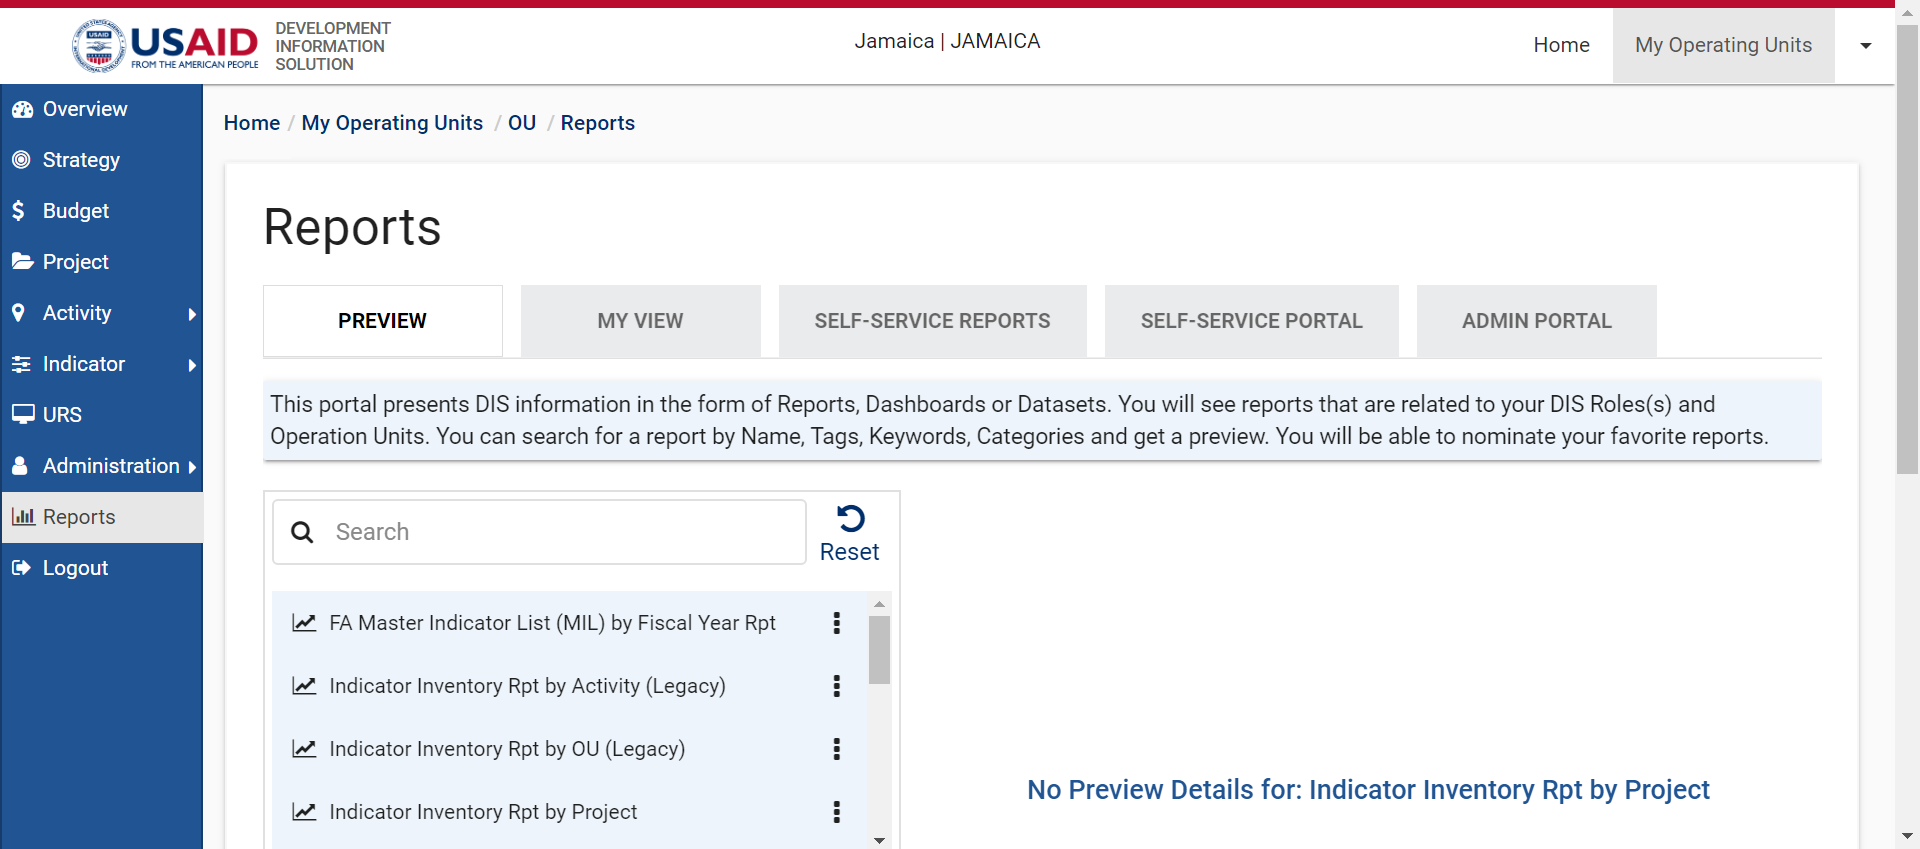 USAID
USAID
FROM THE AMERICAN PEOPLE
DEVELOPMENT
INFORMATION
SOLUTION
Jamaica | JAMAICA
Home
My Operating Units
Overview
Strategy
Budget
Project
Activity
Indicator
URS
Administration
Reports
Logout
Home / My Operating Units / OU / Reports
Reports
PREVIEW
MY VIEW
SELF-SERVICE REPORTS
SELF-SERVICE PORTAL
ADMIN PORTAL
This portal presents DIS information in the form of Reports, Dashboards or Datasets. You will see reports that are related to your DIS Roles(s) and
Operation Units. You can search for a report by Name, Tags, Keywords, Categories and get a preview. You will be able to nominate your favorite reports.
Search
Reset
FA Master Indicator List (MIL) by Fiscal Year Rpt
Indicator Inventory Rpt by Activity (Legacy)
Indicator Inventory Rpt by OU (Legacy)
Indicator Inventory Rpt by Project
No Preview Details for: Indicator Inventory Rpt by Project